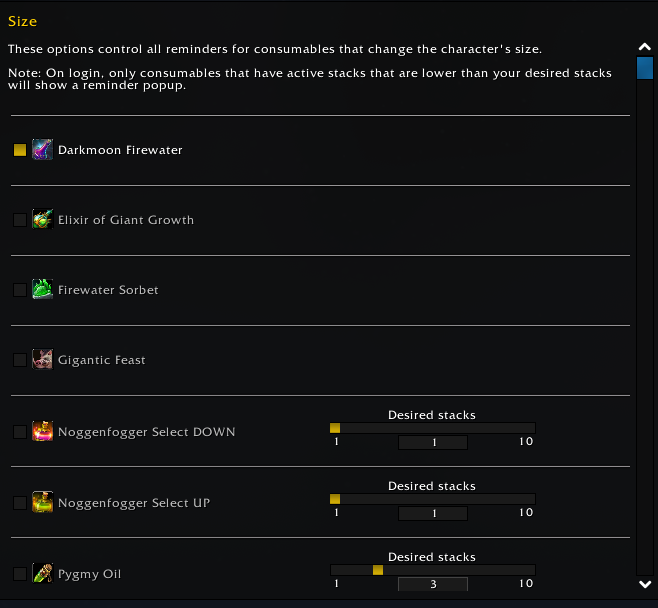 Size
These options control all reminders for consumables that change the character's size.
Note: On login, only consumables that have active stacks that are lower than your desired stacks
will show a reminder popup.
Darkmoon Firewater
Elixir of Giant Growth
Firewater Sorbet
Gigantic Feast
Desired stacks
Noggenfogger Select DOWN
1 1 10
Desired stacks
Noggenfogger Select UP
1 1 10
Desired stacks
Pygmy Oil
1 3 10